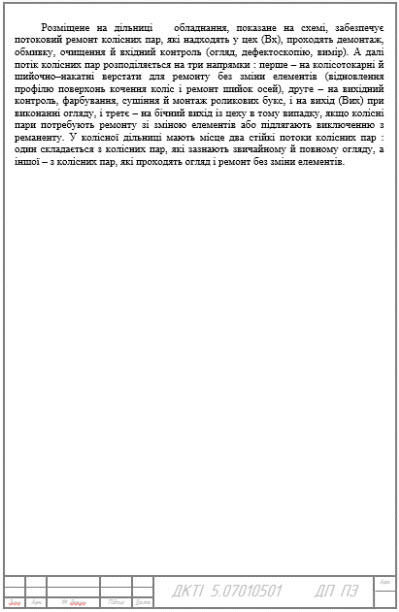 Розміщене на дільниці обладнання, показане на схемі, забезпечує
потоковий ремонт колісних пар, які надходять у цех (Вх), проходять демонтаж,
обмивку, очищення й вхідний контроль (огляд, дефектоскопію, вимір). А далі
потік колісних пар розподіляється на три напрямки : перше – на колісотокарні й
шийочно–накатні верстати для ремонту без зміни елементів (відновлення
профілю поверхонь кочення коліс і ремонт шийок осей), друге – на вихідний
контроль, фарбування, сушіння й монтаж роликових букс, і на вихід (Вих) при
виконанні огляду, і третє – на бічний вихід із цеху в тому випадку, якщо колісні
пари потребують ремонту зі зміною елементів або підлягають виключенню з
реманенту. У колісної дільниці мають місце два стійкі потоки колісних пар :
один складається з колісних пар, які зазнають звичайному й повному огляду, а
іншої – з колісних пар, які проходять огляд і ремонт без зміни елементів.
ДКТІ 5.07010501 ДП ПЗ
Арк.
Арк. Підпис Дата